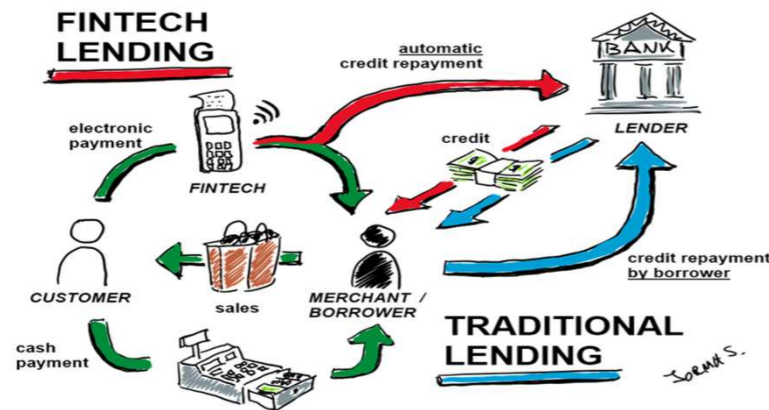 FINTECH
LENDING
automatic
credit repayment
BANK
LENDER
electronic
payment
credit
FINTECH
CUSTOMER
sales
MERCHANT /
BORROWER
credit repayment
by borrower
cash
payment
TRADITIONAL
LENDING
JORMA S.